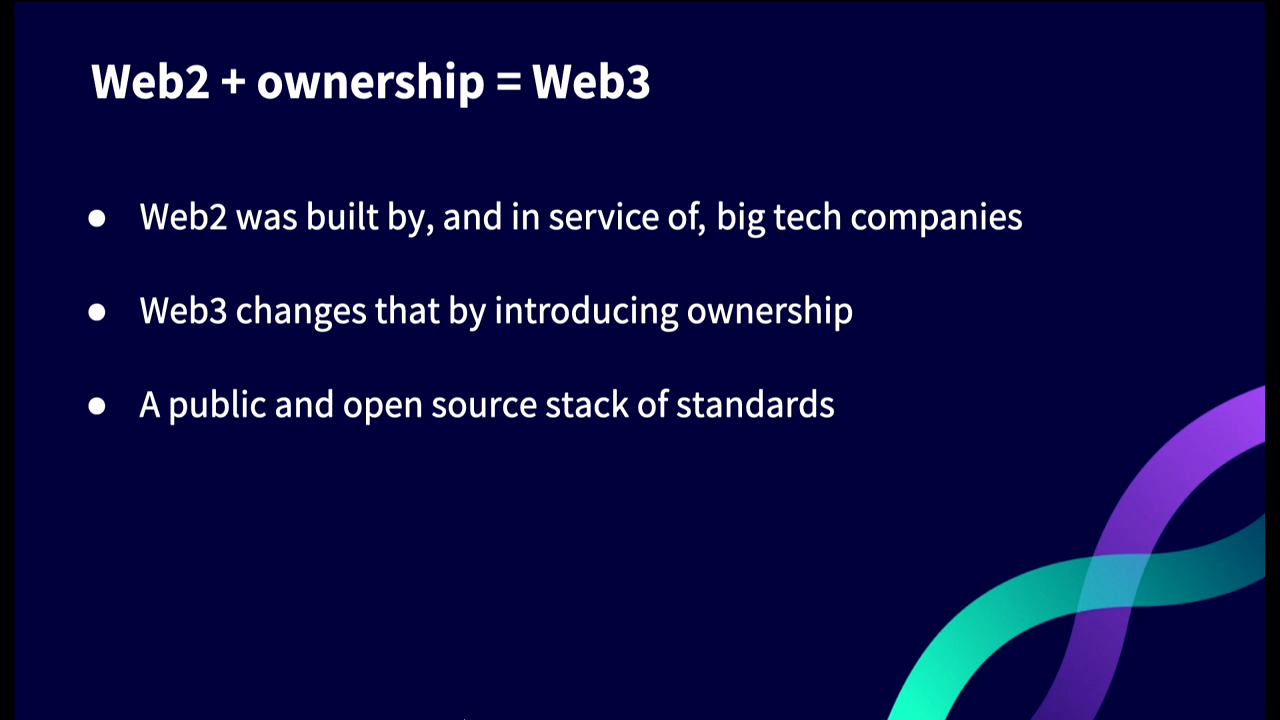 Web2 + ownership = Web3
● Web2 was built by, and in service of, big tech companies
● Web3 changes that by introducing ownership
● A public and open source stack of standards